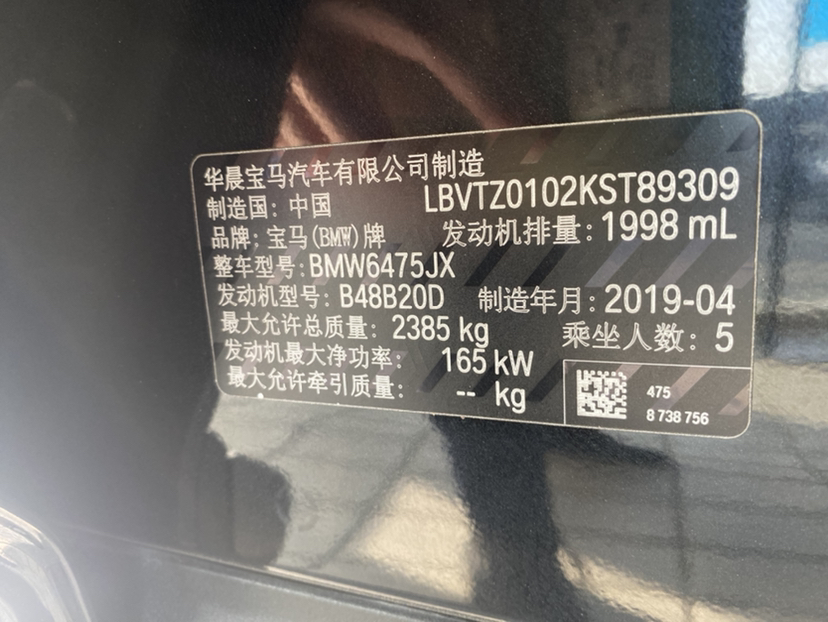 华晨宝马汽车有限公司制造
制造国: 中国 LBVTZ0102KST89309
品牌: 宝马(BMW)牌 发动机排量: 1998 mL
整车型号: BMW6475JX
发动机型号: B48B20D 制造年月: 2019-04
最大允许总质量: 2385 kg 乘坐人数: 5
发动机最大净功率: 165 kW
最大允许牵引质量: -- kg
475
8 738 756